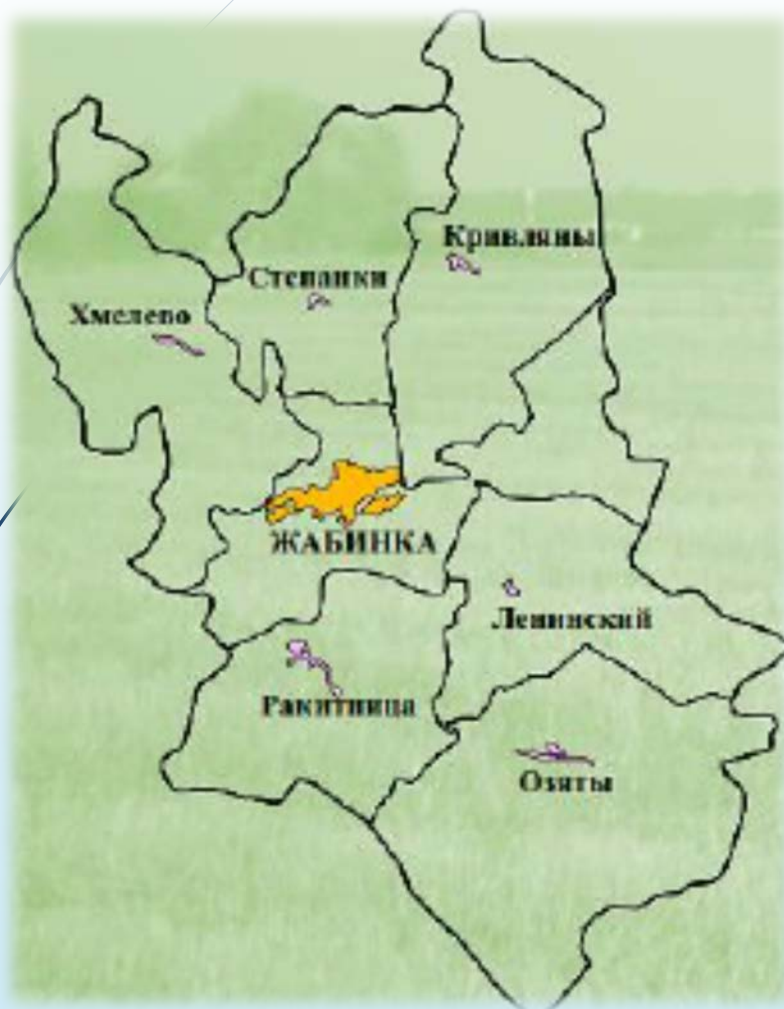 Кривляны
Степанки
Хмелево
ЖАБИНКА
Ленинский
Ракитница
Озяты